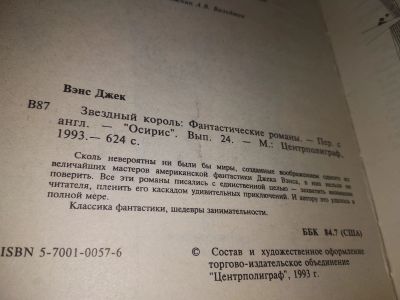 Вэнс Джек
В87
Звездный король: Фантастические романы. — Пер. с
англ. — "Осирис". Вып. 24. — М.: Центрполиграф,
1993.— 624 с.
Сколь невероятны ни были бы миры, созданные воображением одного из
величайших мастеров американской фантастики Джека Вэнса, в них нельзя не
поверить. Все эти романы писались с единственной целью — захватить внимание
читателя, пленить его каскадом удивительных приключений. И автору это удалось в
полной мере.
Классика фантастики, шедевры занимательности.
ББК 84.7 (США)
ISBN 5-7001-0057-6
© Состав и художественное оформление
торгово-издательское объединение
"Центрполиграф", 1993 г.